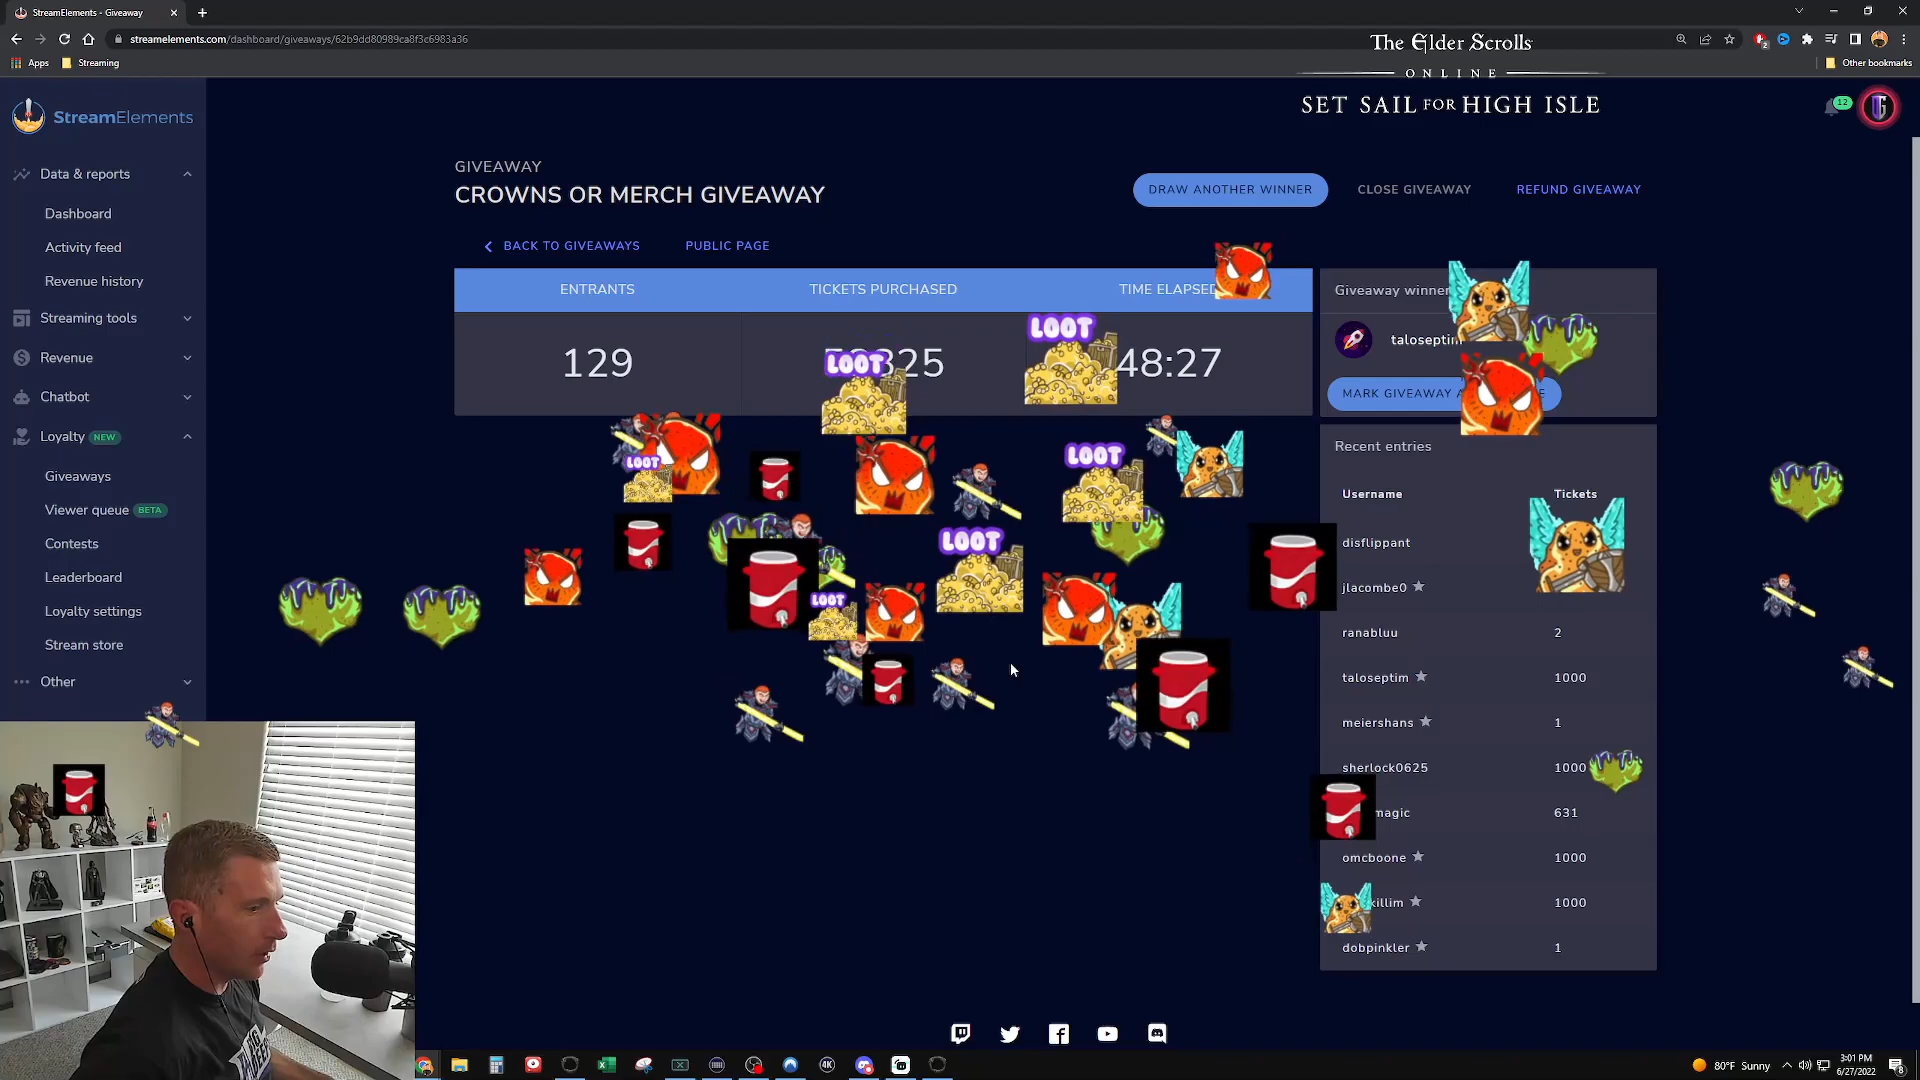 StreamElements - Giveaway
streamelements.com/dashboard/giveaways/62b9dd80989ca8f3c6983a36
Apps
Streaming
Other bookmarks
The Elder Scrolls
ONLINE
SET SAIL FOR HIGH ISLE
12
StreamElements
Data & reports
Dashboard
Activity feed
Revenue history
Streaming tools
Revenue
Chatbot
Loyalty NEW
Giveaways
Viewer queue BETA
Contests
Leaderboard
Loyalty settings
Stream store
Other
GIVEAWAY
CROWNS OR MERCH GIVEAWAY
DRAW ANOTHER WINNER
CLOSE GIVEAWAY
REFUND GIVEAWAY
BACK TO GIVEAWAYS
PUBLIC PAGE
ENTRANTS
TICKETS PURCHASED
TIME ELAPSED
129
25
48:27
LOOT
LOOT
LOOT
LOOT
LOOT
LOOT
Giveaway winner
taloseptim
MARK GIVEAWAY
Recent entries
Username Tickets
disflippant
jlacombe0
ranabluu 2
taloseptim 1000
meiershans 1
sherlock0625 1000
magic 631
omcboone 1000
killim 1000
dobpinkler 1
80°F Sunny
3:01 PM
6/27/2022